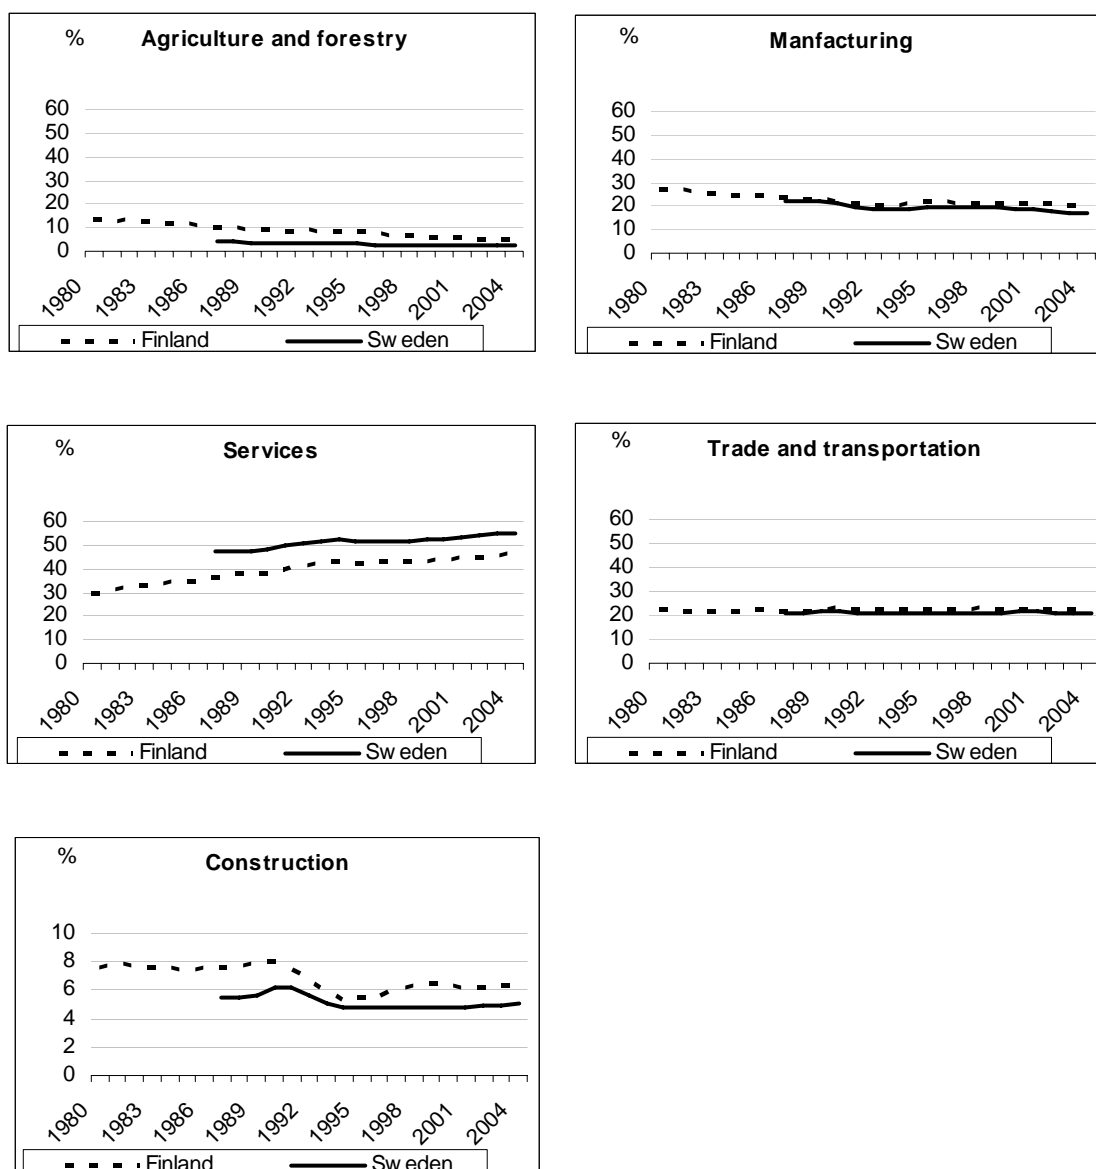 % Agriculture and forestry
60
50
40
30
20
10
0
1980 1983 1986 1989 1992 1995 1998 2001 2004
Finland Sw eden
% Manfacturing
60
50
40
30
20
10
0
1980 1983 1986 1989 1992 1995 1998 2001 2004
Finland Sw eden
% Services
60
50
40
30
20
10
0
1980 1983 1986 1989 1992 1995 1998 2001 2004
Finland Sw eden
% Trade and transportation
60
50
40
30
20
10
0
1980 1983 1986 1989 1992 1995 1998 2001 2004
Finland Sw eden
% Construction
10
8
6
4
2
0
1980 1983 1986 1989 1992 1995 1998 2001 2004
Finland Sw eden